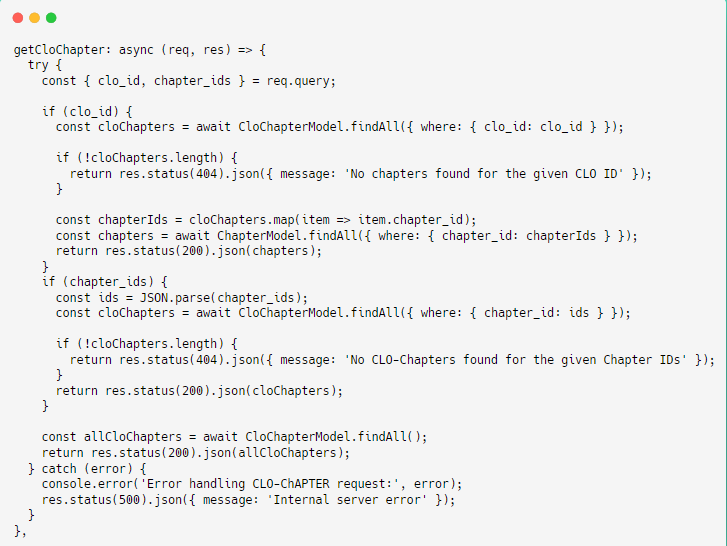 getCloChapter: async (req, res) => {
try {
const { clo_id, chapter_ids } = req.query;
if (clo_id) {
const cloChapters = await CloChapterModel.findAll({ where: { clo_id: clo_id } });
if (!cloChapters.length) {
return res.status(404).json({ message: 'No chapters found for the given CLO ID' });
}
const chapterIds = cloChapters.map(item => item.chapter_id);
const chapters = await ChapterModel.findAll({ where: { chapter_id: chapterIds } });
return res.status(200).json(chapters);
}
if (chapter_ids) {
const ids = JSON.parse(chapter_ids);
const cloChapters = await CloChapterModel.findAll({ where: { chapter_id: ids } });
if (!cloChapters.length) {
return res.status(404).json({ message: 'No CLO-Chapters found for the given Chapter IDs' });
}
return res.status(200).json(cloChapters);
}
const allCloChapters = await CloChapterModel.findAll();
return res.status(200).json(allCloChapters);
} catch (error) {
console.error('Error handling CLO-ChAPTER request:', error);
res.status(500).json({ message: 'Internal server error' });
}
},